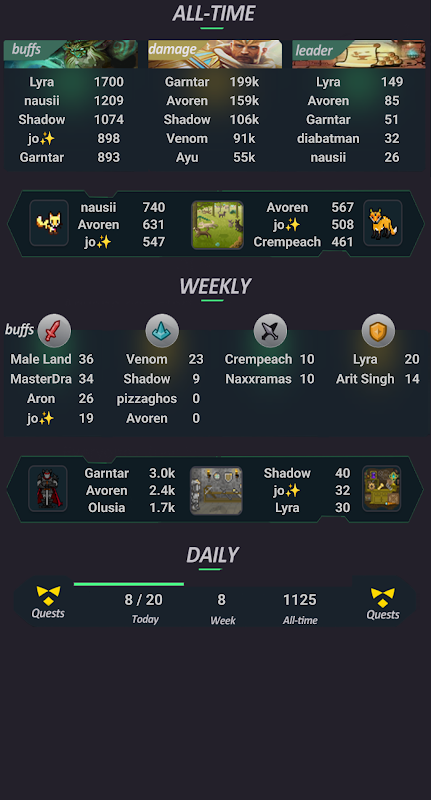 ALL-TIME
buffs damage leader
Lyra 1700 Garntar 199k Lyra 149
nausii 1209 Avoren 159k Avoren 85
Shadow 1074 Shadow 106k Garntar 51
jo✨ 898 Venom 91k diabatman 32
Garntar 893 Ayu 55k nausii 26
nausii 740 Avoren 567
Avoren 631 jo✨ 508
jo✨ 547 Crempeach 461
WEEKLY
buffs
Male Land 36 Venom 23 Crempeach 10 Lyra 20
MasterDra 34 Shadow 9 Naxxramas 10 Arit Singh 14
Aron 26 pizzaghos 0
jo✨ 19 Avoren 0
Garntar 3.0k Shadow 40
Avoren 2.4k jo✨ 32
Olusia 1.7k Lyra 30
DAILY
8 / 20 8 1125
Quests Today Week All-time Quests